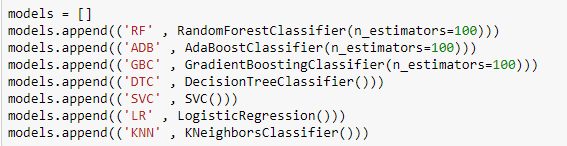 models = []
models.append(('RF' , RandomForestClassifier(n_estimators=100)))
models.append(('ADB' , AdaBoostClassifier(n_estimators=100)))
models.append(('GBC' , GradientBoostingClassifier(n_estimators=100)))
models.append(('DTC' , DecisionTreeClassifier()))
models.append(('SVC' , SVC()))
models.append(('LR' , LogisticRegression()))
models.append(('KNN' , KNeighborsClassifier()))